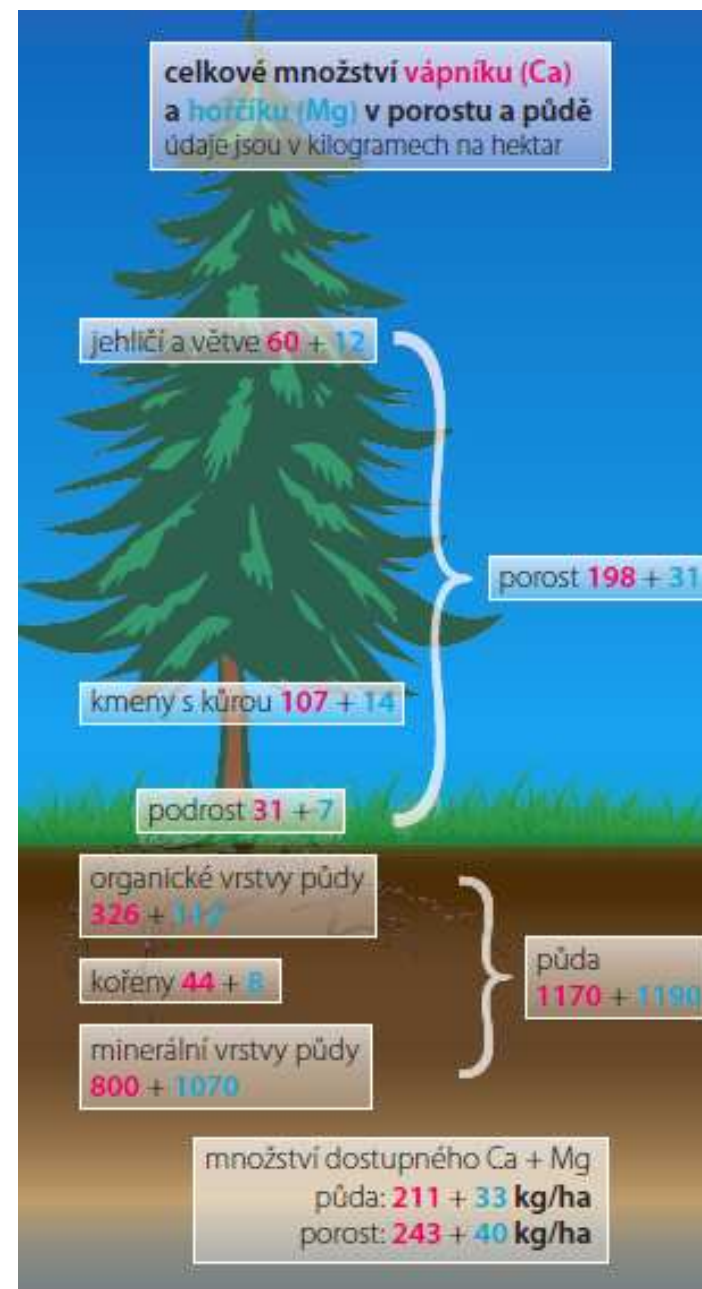 celkové množství vápníku (Ca)
a hořčíku (Mg) v porostu a půdě
údaje jsou v kilogramech na hektar
jehličí a větve 60 + 12
porost 198 + 31
kmeny s kůrou 107 + 14
podrost 31 + 7
organické vrstvy půdy
326 + 112
kořeny 44 + 8
půda
1170 + 1190
minerální vrstvy půdy
800 + 1070
množství dostupného Ca + Mg
půda: 211 + 33 kg/ha
porost: 243 + 40 kg/ha